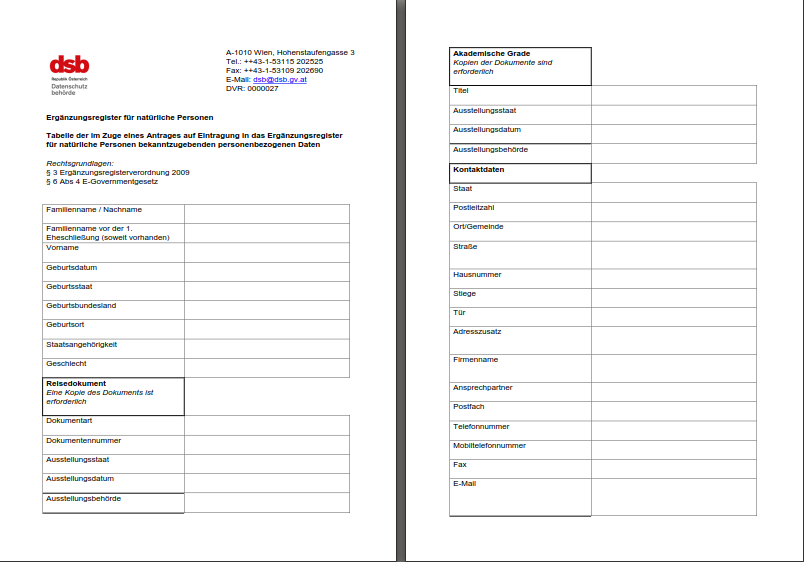 dsb
Republik Österreich
Datenschutz
behörde
A-1010 Wien, Hohenstaufengasse 3
Tel.: ++43-1-53115 202525
Fax: ++43-1-53109 202690
E-Mail: dsb@dsb.gv.at
DVR: 0000027
Ergänzungsregister für natürliche Personen
Tabelle der im Zuge eines Antrages auf Eintragung in das Ergänzungsregister
für natürliche Personen bekanntzugebenden personenbezogenen Daten
Rechtsgrundlagen:
§ 3 Ergänzungsregisterverordnung 2009
§ 6 Abs 4 E-Governmentgesetz
Familienname / Nachname
Familienname vor der 1.
Eheschließung (soweit vorhanden)
Vorname
Geburtsdatum
Geburtsstaat
Geburtsbundesland
Geburtsort
Staatsangehörigkeit
Geschlecht
Reisedokument
Eine Kopie des Dokuments ist
erforderlich
Dokumentart
Dokumentennummer
Ausstellungsstaat
Ausstellungsdatum
Ausstellungsbehörde
Akademische Grade
Kopien der Dokumente sind
erforderlich
Titel
Ausstellungsstaat
Ausstellungsdatum
Ausstellungsbehörde
Kontaktdaten
Staat
Postleitzahl
Ort/Gemeinde
Straße
Hausnummer
Stiege
Tür
Adresszusatz
Firmenname
Ansprechpartner
Postfach
Telefonnummer
Mobiltelefonnummer
Fax
E-Mail